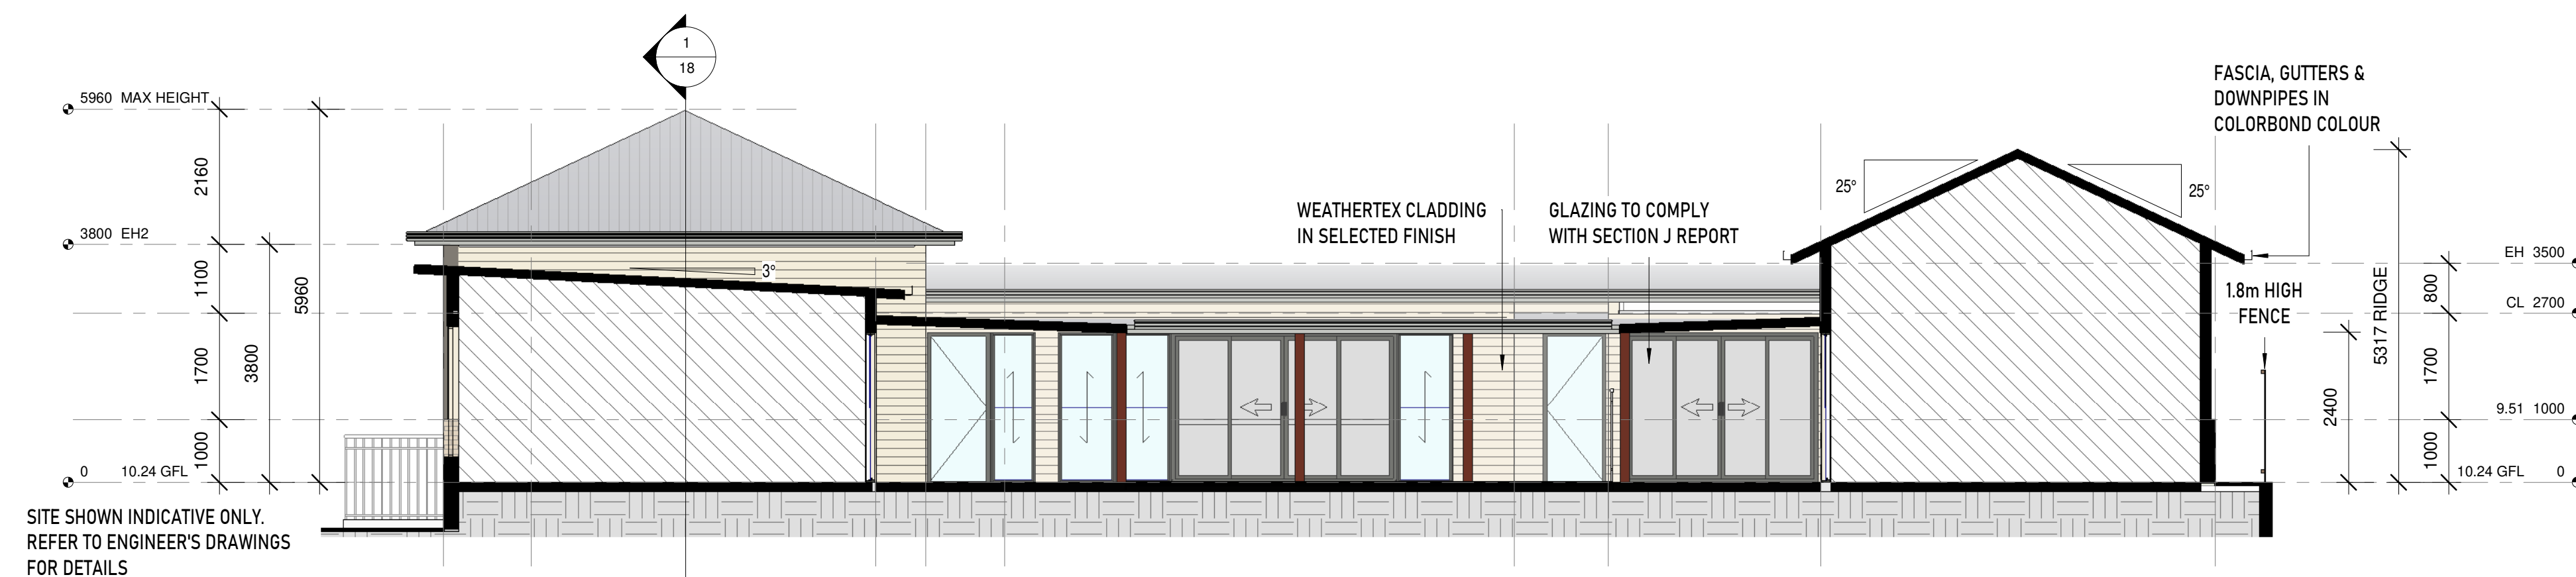 1
18
FASCIA, GUTTERS &
DOWNPIPES IN
COLORBOND COLOUR
5960 MAX HEIGHT
2160
3800 EH2
1100
5960
1700
3800
1000
0 10.24 GFL
3°
WEATHERTEX CLADDING
IN SELECTED FINISH
GLAZING TO COMPLY
WITH SECTION J REPORT
25°
25°
1.8m HIGH
FENCE
5317 RIDGE
2400
800
1700
1000
EH 3500
CL 2700
9.51 1000
10.24 GFL 0
SITE SHOWN INDICATIVE ONLY.
REFER TO ENGINEER'S DRAWINGS
FOR DETAILS